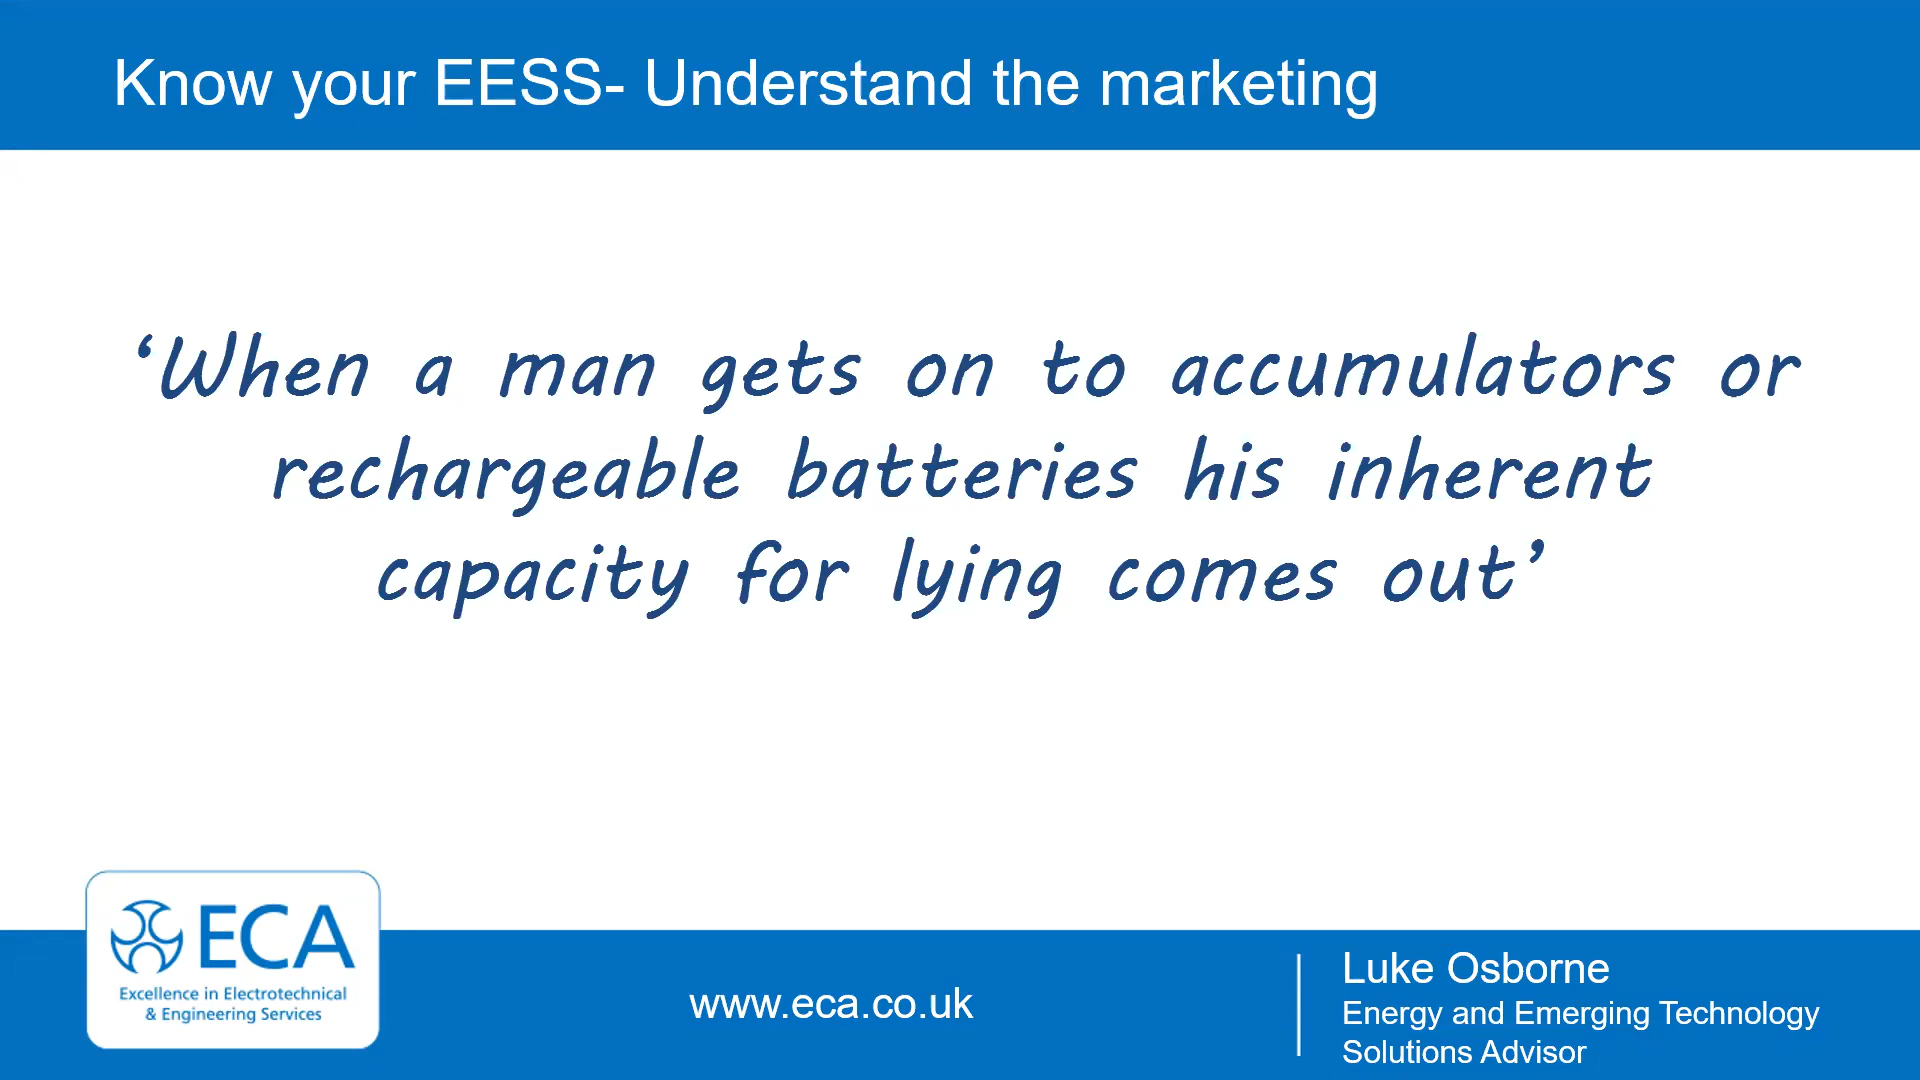 Know your EESS- Understand the marketing
‘When a man gets on to accumulators or
rechargeable batteries his inherent
capacity for lying comes out’
ECA
Excellence in Electrotechnical
& Engineering Services
www.eca.co.uk
Luke Osborne
Energy and Emerging Technology
Solutions Advisor